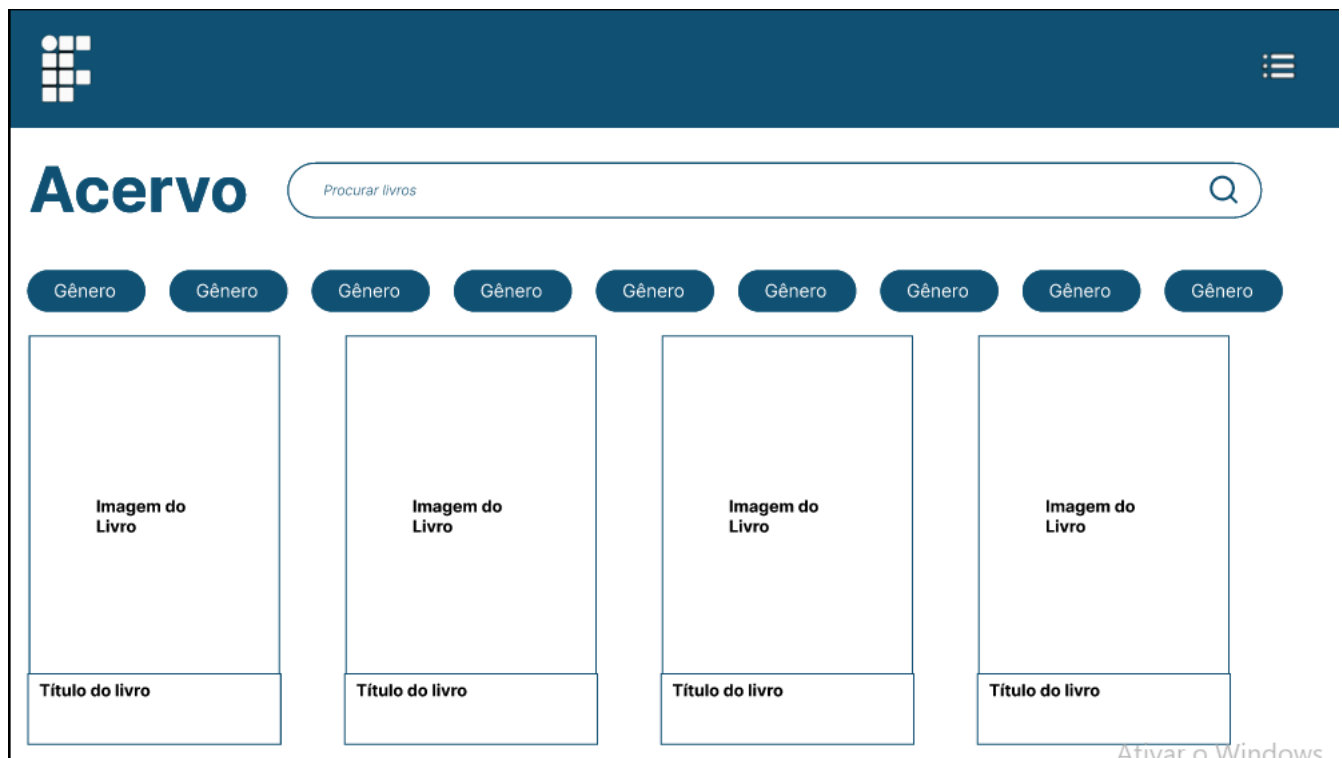 Acervo
Procurar livros
Gênero Gênero Gênero Gênero Gênero Gênero Gênero Gênero Gênero
Imagem do
Livro
Imagem do
Livro
Imagem do
Livro
Imagem do
Livro
Título do livro
Título do livro
Título do livro
Título do livro
Ativar o Windows